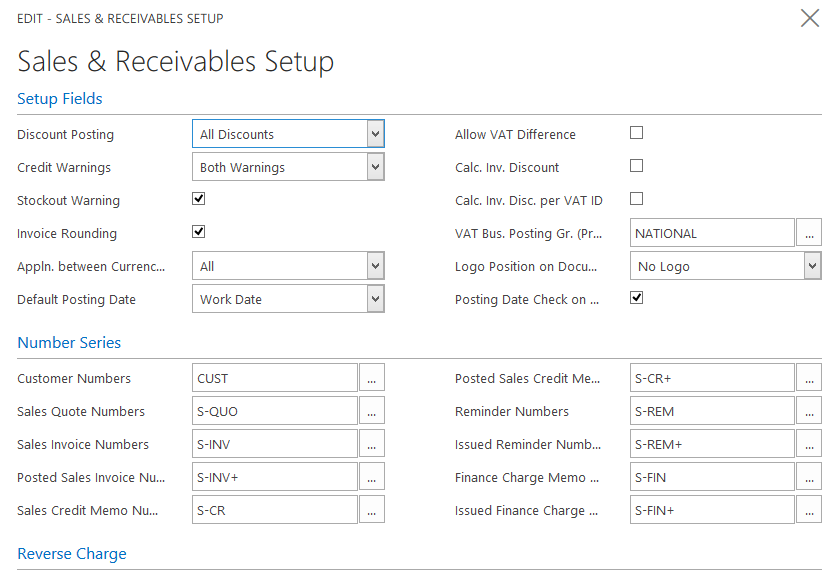 EDIT - SALES & RECEIVABLES SETUP
Sales & Receivables Setup
Setup Fields
Discount Posting All Discounts
Credit Warnings Both Warnings
Stockout Warning
Invoice Rounding
Appln. between Currenc... All
Default Posting Date Work Date
Allow VAT Difference
Calc. Inv. Discount
Calc. Inv. Disc. per VAT ID
VAT Bus. Posting Gr. (Pr... NATIONAL ...
Logo Position on Docu... No Logo
Posting Date Check on ...
Number Series
Customer Numbers CUST ...
Sales Quote Numbers S-QUO ...
Sales Invoice Numbers S-INV ...
Posted Sales Invoice Nu... S-INV+ ...
Sales Credit Memo Nu... S-CR ...
Posted Sales Credit Me... S-CR+ ...
Reminder Numbers S-REM ...
Issued Reminder Numb... S-REM+ ...
Finance Charge Memo ... S-FIN ...
Issued Finance Charge ... S-FIN+ ...
Reverse Charge